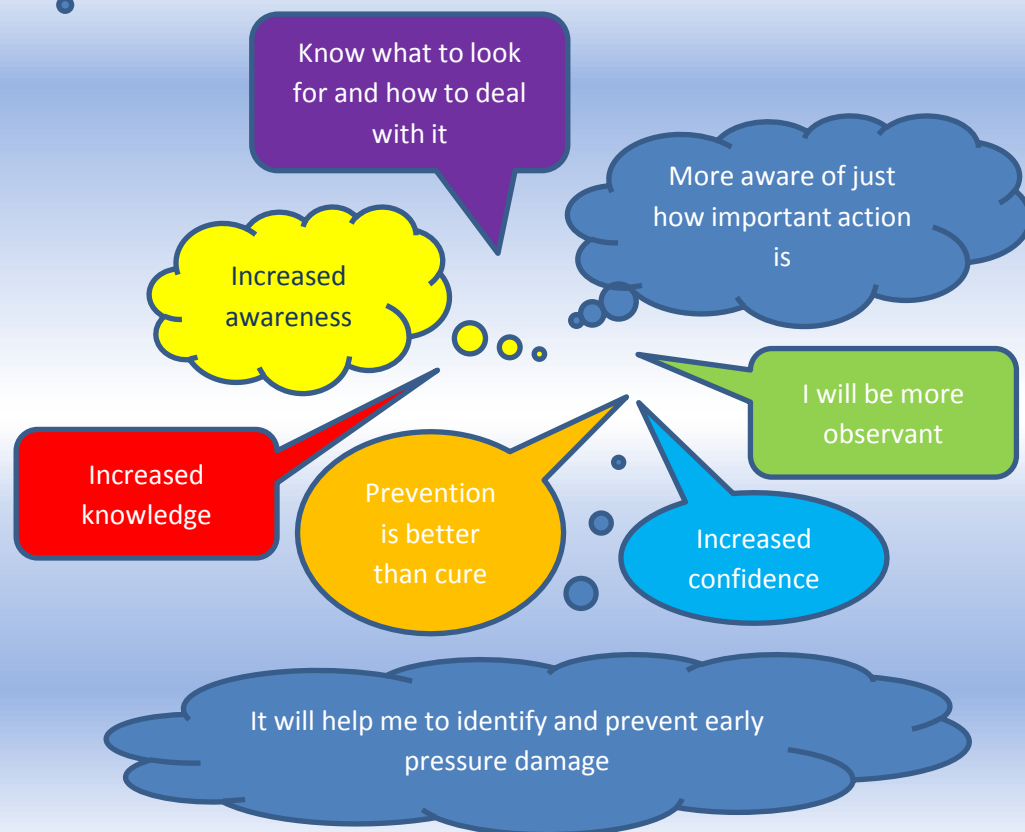 Know what to look
for and how to deal
with it
More aware of just
how important action
is
Increased
awareness
I will be more
observant
Increased
knowledge
Prevention
is better
than cure
Increased
confidence
It will help me to identify and prevent early
pressure damage